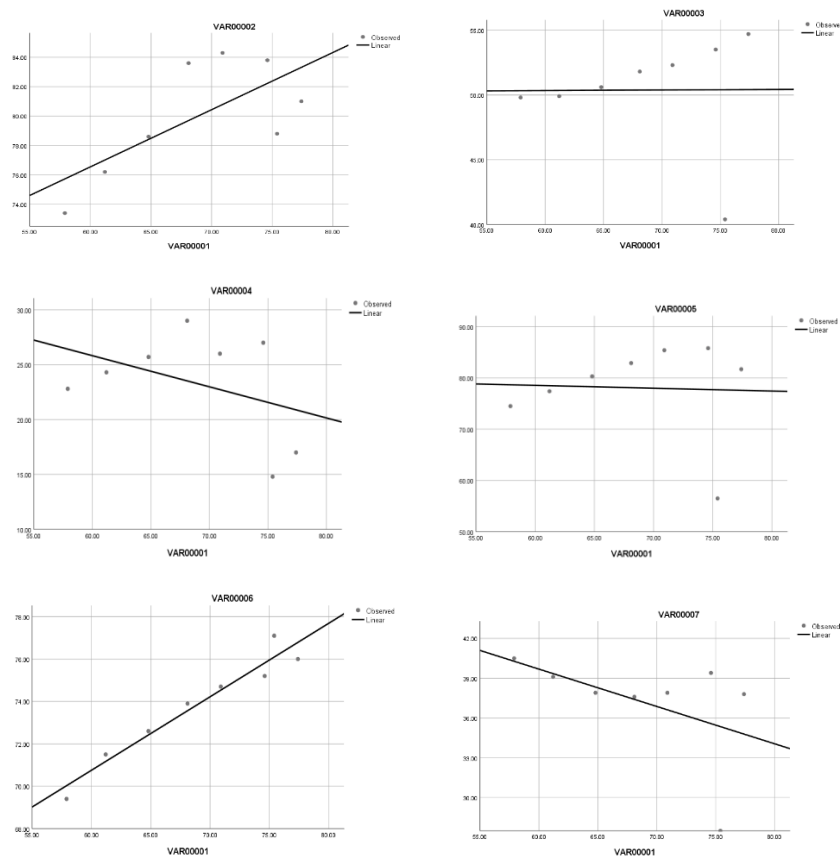 VAR00002
Observed
Linear
84.00
82.00
80.00
78.00
76.00
74.00
55.00 60.00 65.00 70.00 75.00 80.00
VAR00001
VAR00003
Observed
Linear
55.00
50.00
45.00
40.00
55.00 60.00 65.00 70.00 75.00 80.00
VAR00001
VAR00004
Observed
Linear
30.00
25.00
20.00
15.00
10.00
55.00 60.00 65.00 70.00 75.00 80.00
VAR00001
VAR00005
Observed
Linear
90.00
80.00
70.00
60.00
50.00
55.00 60.00 65.00 70.00 75.00 80.00
VAR00001
VAR00006
Observed
Linear
78.00
76.00
74.00
72.00
70.00
68.00
55.00 60.00 65.00 70.00 75.00 80.00
VAR00001
VAR00007
Observed
Linear
42.00
39.00
36.00
33.00
30.00
55.00 60.00 65.00 70.00 75.00 80.00
VAR00001